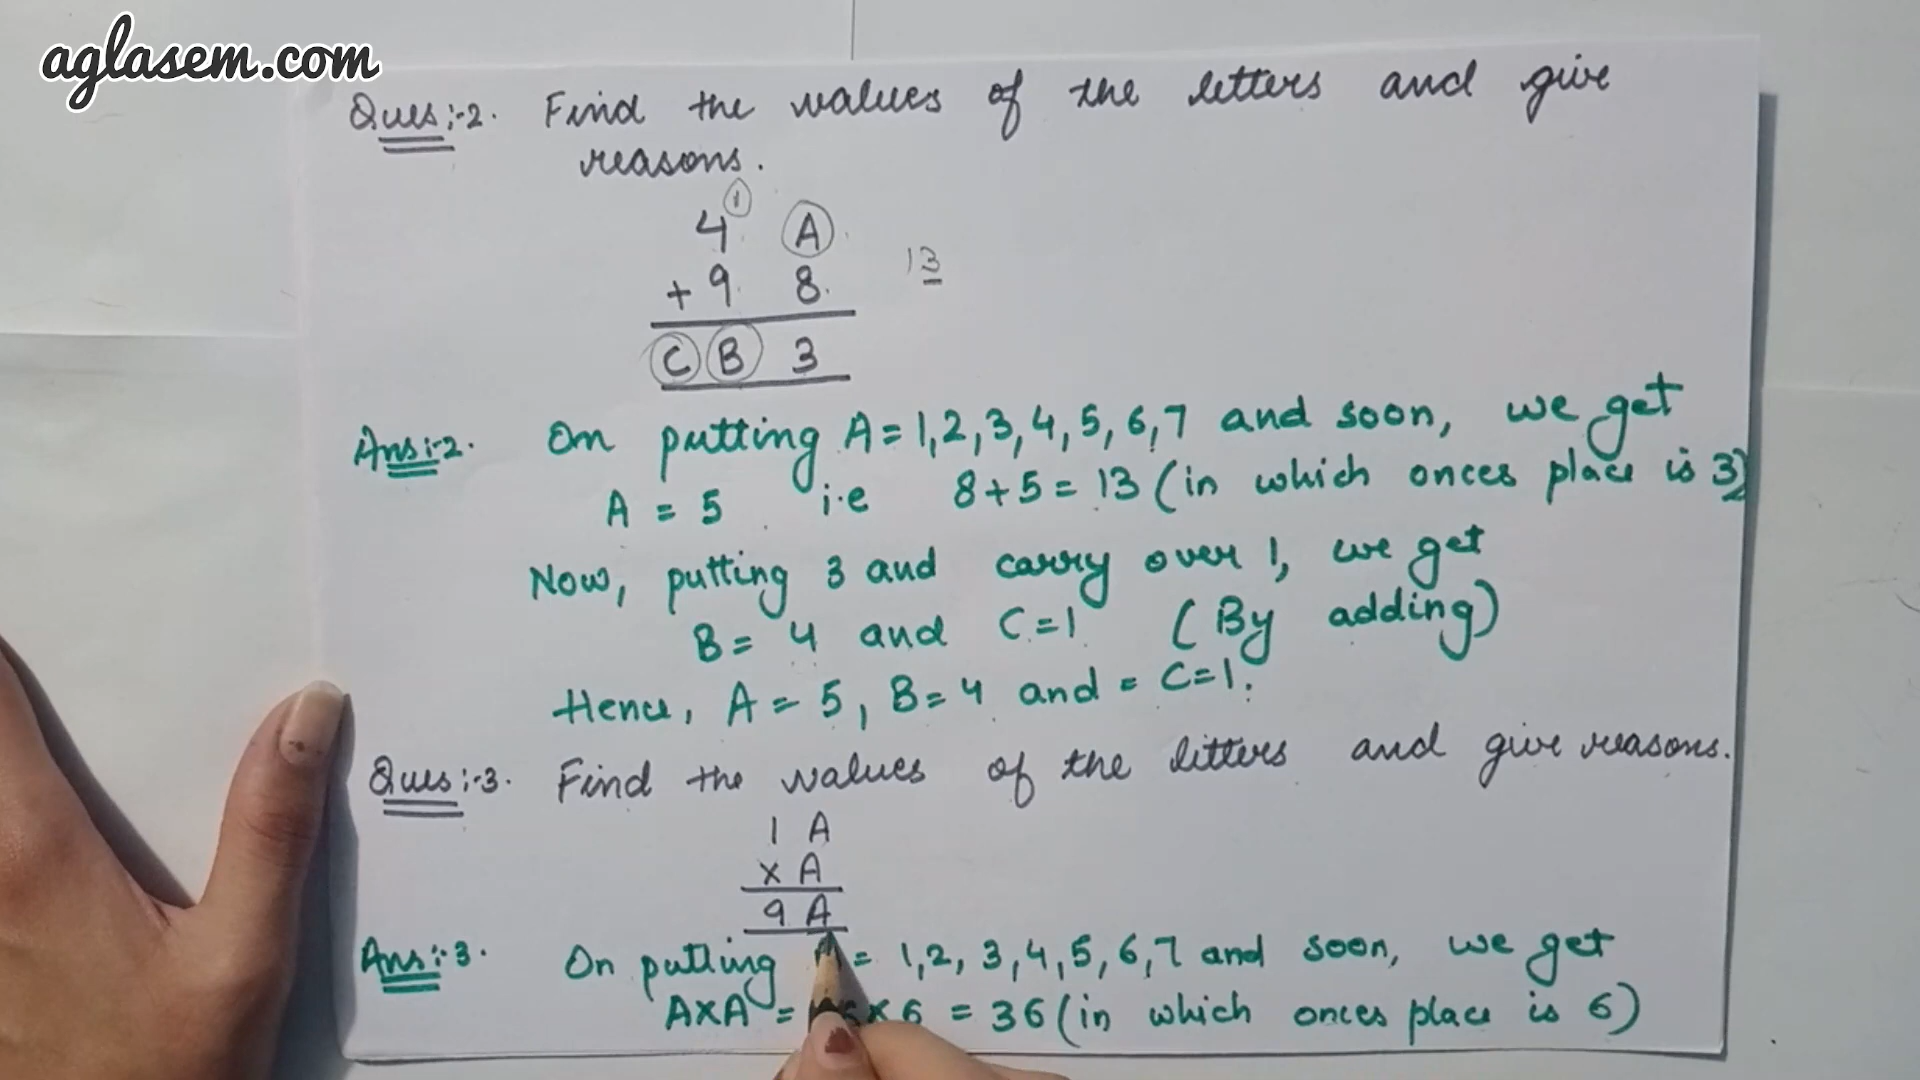 aglasem.com
Ques:-2. Find the values of the letters and give
reasons.
1
4 A
+ 9 8
13
C B 3
Ans:-2. On putting A = 1,2,3,4,5,6,7 and soon, we get
A = 5 i.e 8+5 = 13 (in which onces place is 3)
Now, putting 3 and carry over 1, we get
B = 4 and C=1 (By adding)
Hence, A = 5, B=4 and = C=1.
Ques:-3. Find the values of the litters and give reasons.
1 A
x A
9 A
Ans:-3. On putting A = 1,2,3,4,5,6,7 and soon, we get
AXA = 6 x 6 = 36 (in which onces place is 6)